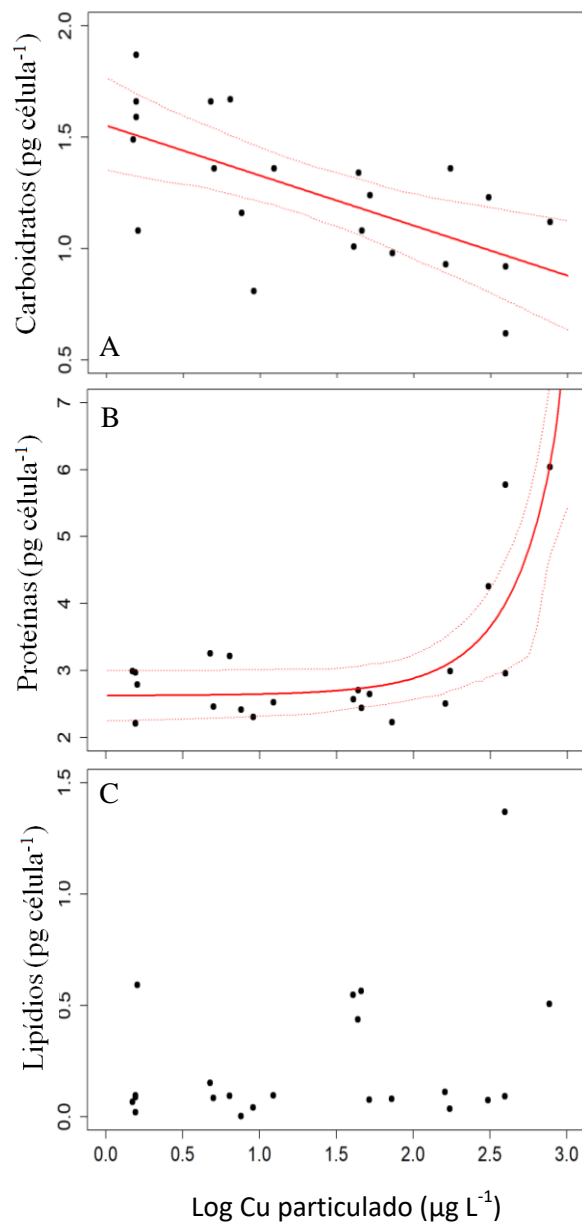 Carboidratos (pg célula-1)
2.0
1.5
1.0
0.5
A
Proteínas (pg célula-1)
7
6
5
4
3
2
B
Lipídios (pg célula-1)
1.5
1.0
0.5
0.0
C
0.0 0.5 1.0 1.5 2.0 2.5 3.0
Log Cu particulado (µg L-1)